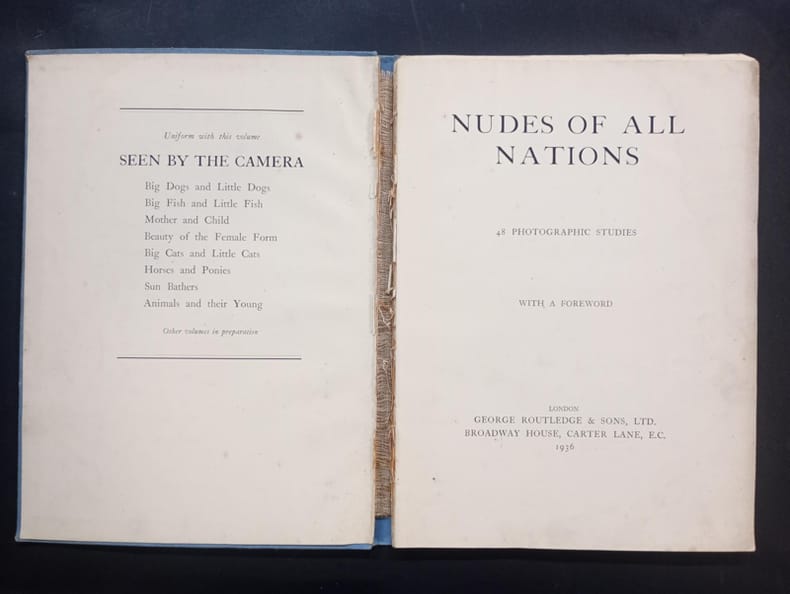 Uniform with this volume
SEEN BY THE CAMERA
Big Dogs and Little Dogs
Big Fish and Little Fish
Mother and Child
Beauty of the Female Form
Big Cats and Little Cats
Horses and Ponies
Sun Bathers
Animals and their Young
Other volumes in preparation
NUDES OF ALL
NATIONS
48 PHOTOGRAPHIC STUDIES
WITH A FOREWORD
LONDON
GEORGE ROUTLEDGE & SONS, LTD.
BROADWAY HOUSE, CARTER LANE, E.C.
1936